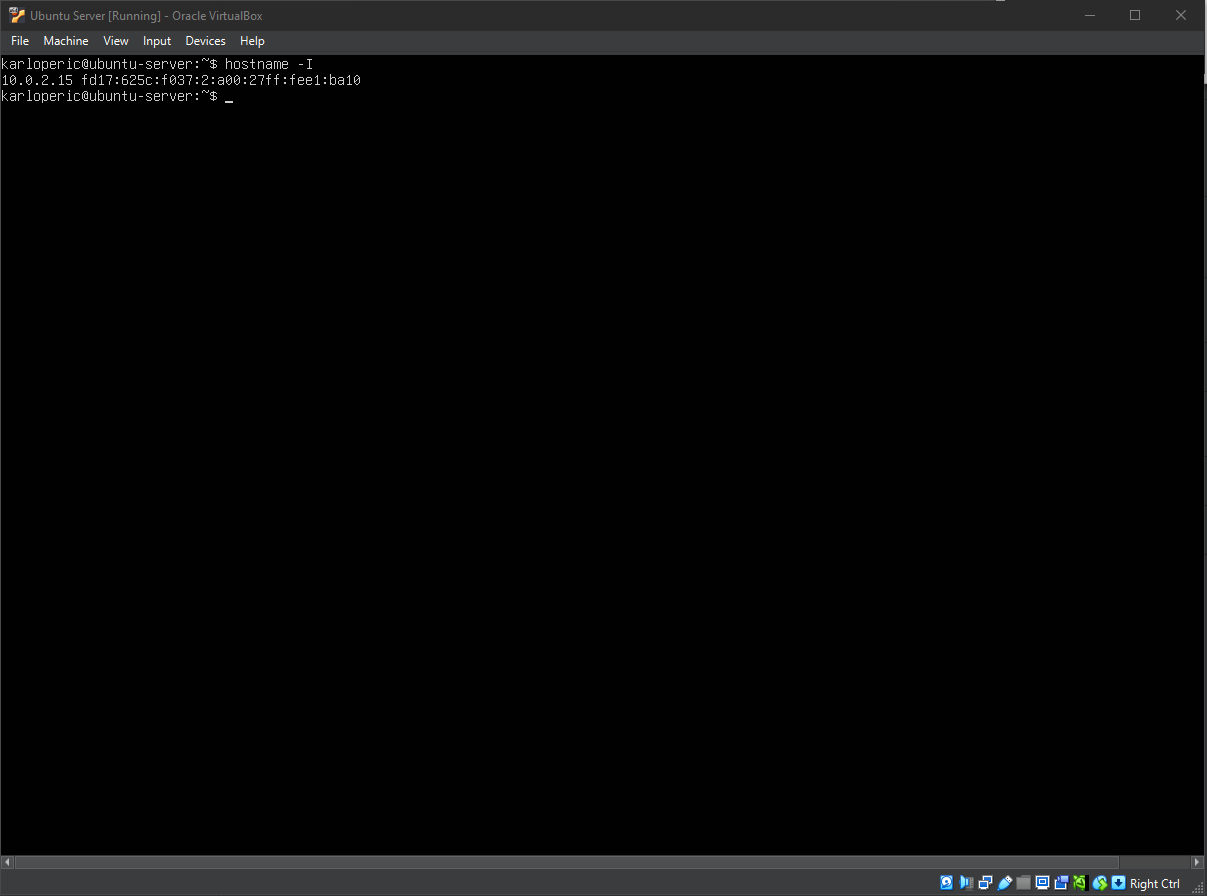 Ubuntu Server [Running] - Oracle VirtualBox
File Machine View Input Devices Help
karloperic@ubuntu-server:~$ hostname -I
10.0.2.15 fd17:625c:f037:2:a00:27ff:fee1:ba10
karloperic@ubuntu-server:~$ _
Right Ctrl